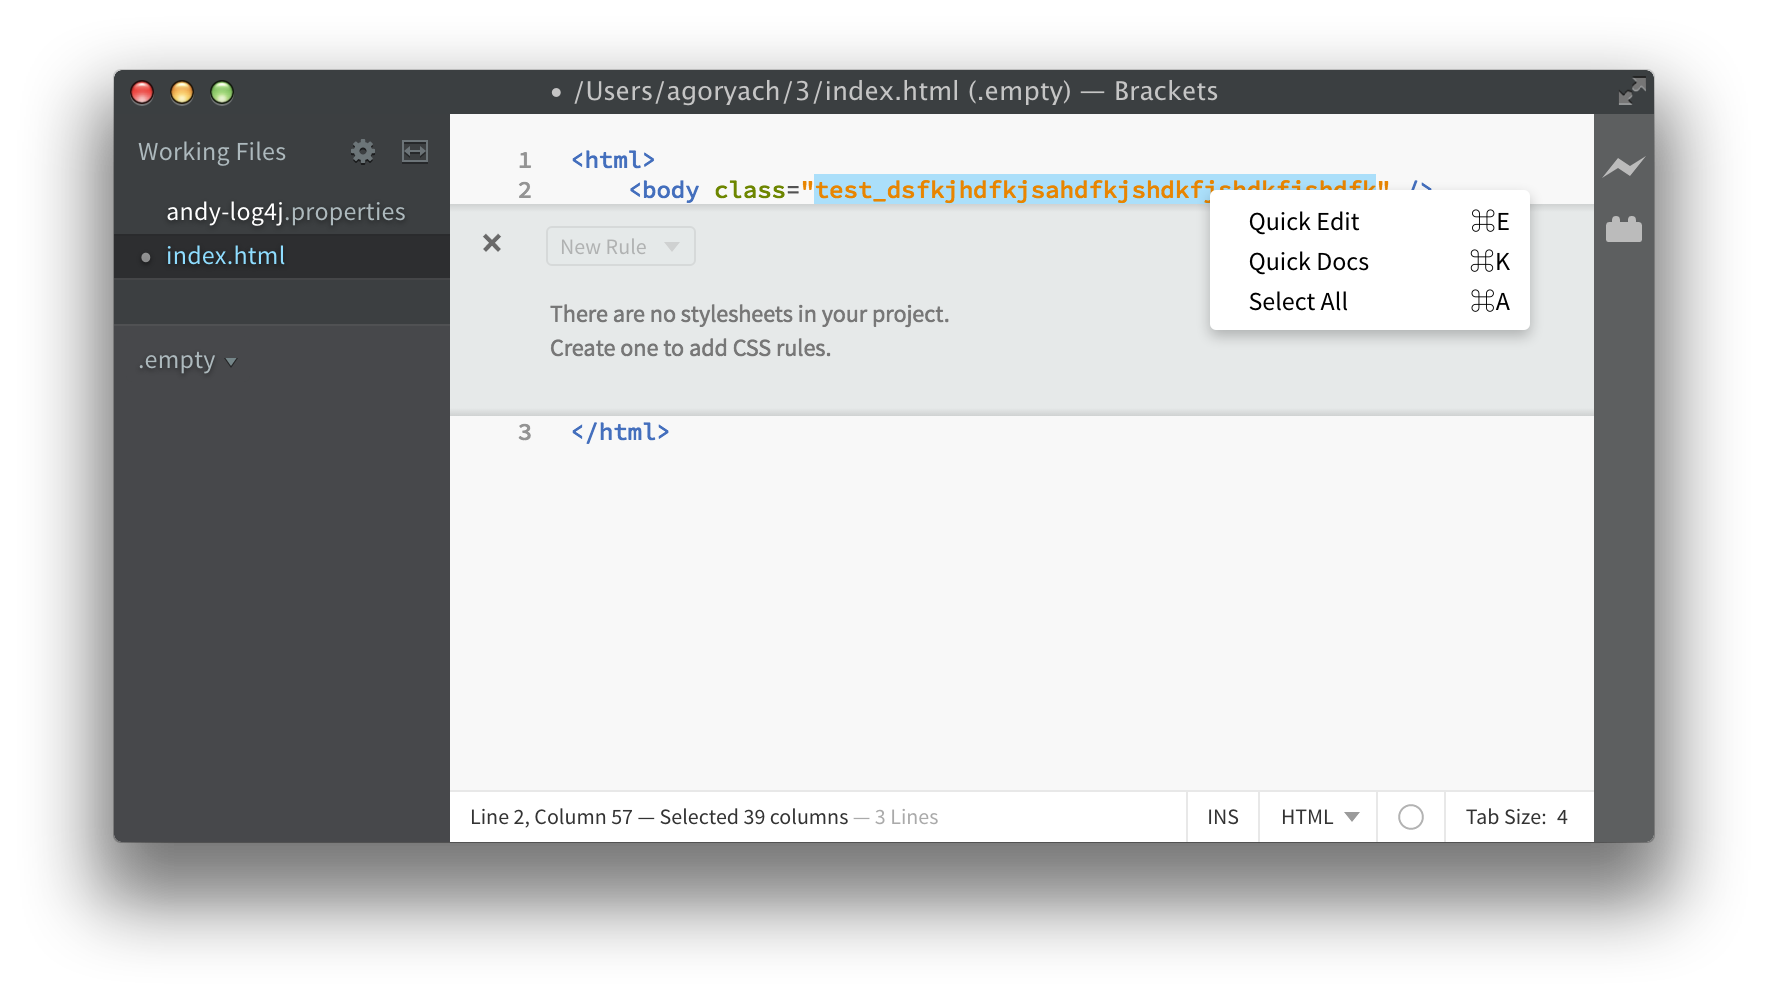 • /Users/agoryach/3/index.html (.empty) — Brackets
Working Files
andy-log4j.properties
• index.html
.empty
1 <html>
2 <body class="test_dsfkjhdfkjsahdfkjshdkfjshdkfjshdfk" />
New Rule
There are no stylesheets in your project.
Create one to add CSS rules.
Quick Edit ⌘E
Quick Docs ⌘K
Select All ⌘A
3 </html>
Line 2, Column 57 — Selected 39 columns — 3 Lines
INS
HTML
Tab Size: 4